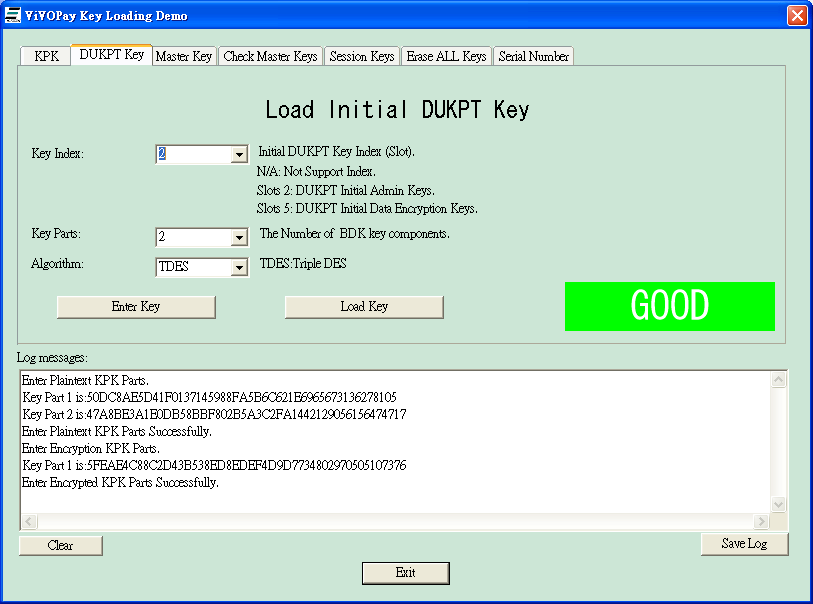 ViVOPay Key Loading Demo
KPK DUKPT Key Master Key Check Master Keys Session Keys Erase ALL Keys Serial Number
Load Initial DUKPT Key
Key Index: 2 Initial DUKPT Key Index (Slot).
N/A: Not Support Index.
Slots 2: DUKPT Initial Admin Keys.
Slots 5: DUKPT Initial Data Encryption Keys.
Key Parts: 2 The Number of BDK key components.
Algorithm: TDES TDES:Triple DES
Enter Key Load Key GOOD
Log messages:
Enter Plaintext KPK Parts.
Key Part 1 is:50DC8AE5D41F0137145988FA5B6C621E6965673136278105
Key Part 2 is:47A8BE3A1E0DB58BBF802B5A3C2FA1442129056156474717
Enter Plaintext KPK Parts Successfully.
Enter Encryption KPK Parts.
Key Part 1 is:5FEAE4C88C2D43B538ED8EDEF4D9D7734802970505107376
Enter Encrypted KPK Parts Successfully.
Clear Save Log
Exit